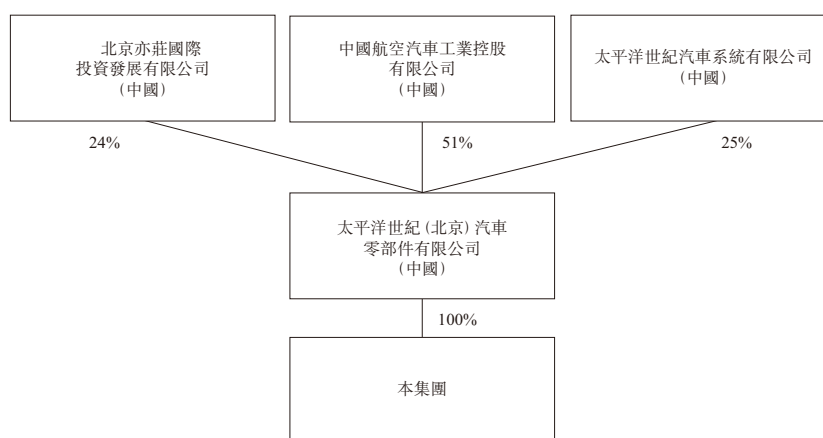 北京亦莊國際
投資發展有限公司
（中國）
中國航空汽車工業控股
有限公司
（中國）
太平洋世紀汽車系統有限公司
（中國）
24%
51%
25%
太平洋世紀（北京）汽車
零部件有限公司
（中國）
100%
本集團